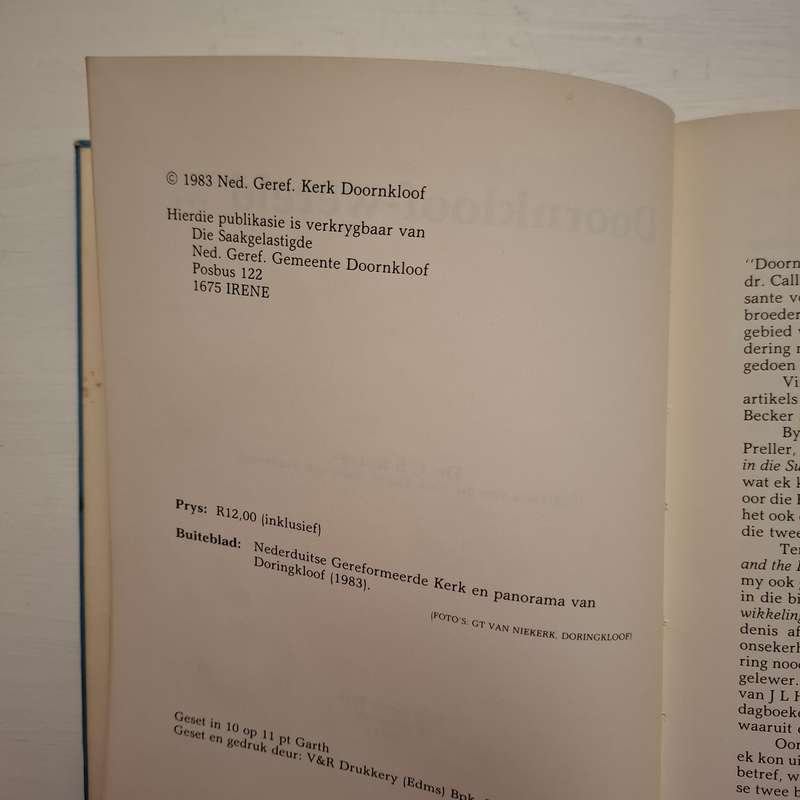 © 1983 Ned. Geref. Kerk Doornkloof
Hierdie publikasie is verkrygbaar van
Die Saakgelastigde
Ned. Geref. Gemeente Doornkloof
Posbus 122
1675 IRENE
Prys: R12,00 (inklusief)
Buiteblad: Nederduitse Gereformeerde Kerk en panorama van
Doringkloof (1983).
(FOTO'S: GT VAN NIEKERK, DORINGKLOOF)
Geset in 10 op 11 pt Garth
Geset en gedruk deur: V&R Drukkery (Edms) Bpk.
"Doorn
dr. Call
sante
broeder
gebied
dering
gedoen
Vi
artikels
Becker
By
Preller,
in die Su
wat ek
oor die
het ook
die twee
Te
and the
my ook
in die bi
wikkeling
denis af
onsekerh
ring nood
gelewer.
van J L H
dagboeke
waaruit
Oor
ek kon ui
betref, w
se twee b